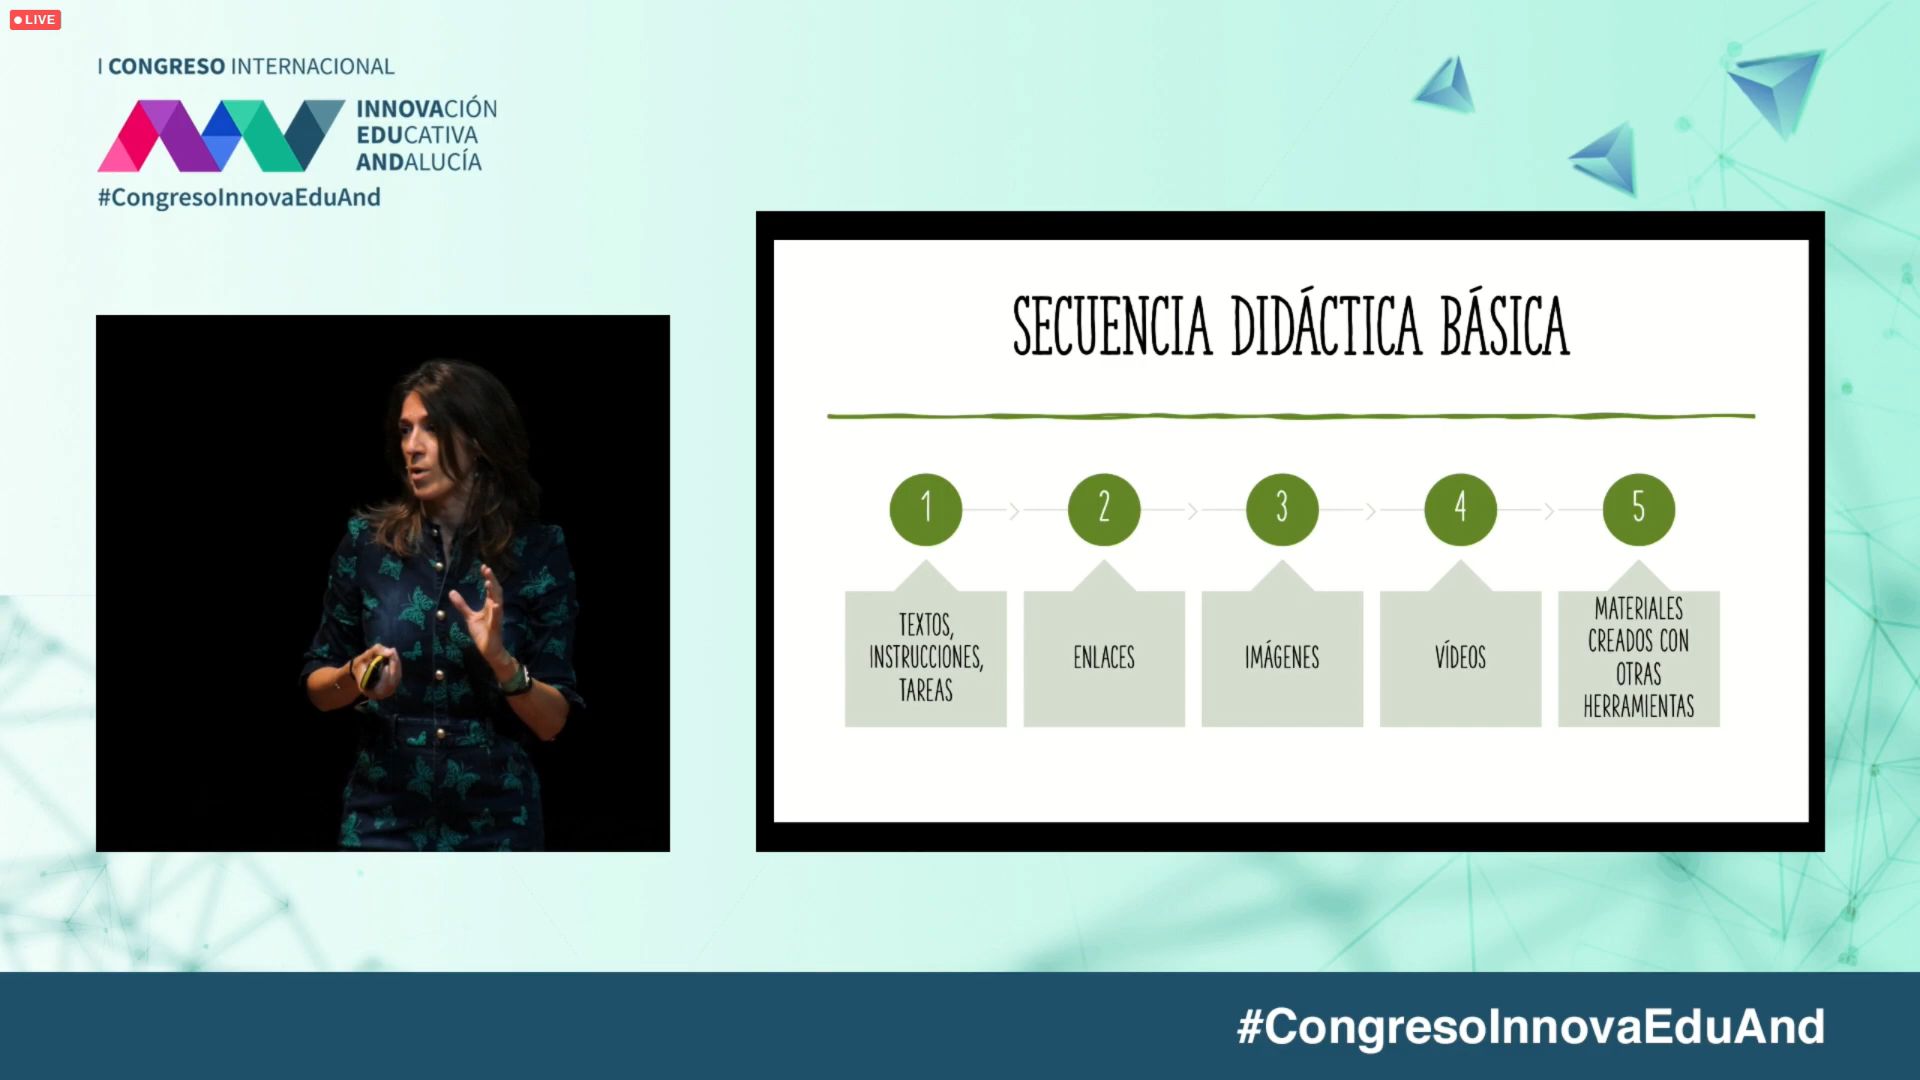 LIVE
I CONGRESO INTERNACIONAL
INNOVACIÓN
EDUCATIVA
ANDALUCÍA
#CongresoInnovaEduAnd
SECUENCIA DIDÁCTICA BÁSICA
1
2
3
4
5
TEXTOS,
INSTRUCCIONES,
TAREAS
ENLACES
IMÁGENES
VÍDEOS
MATERIALES
CREADOS CON
OTRAS
HERRAMIENTAS
#CongresoInnovaEduAnd